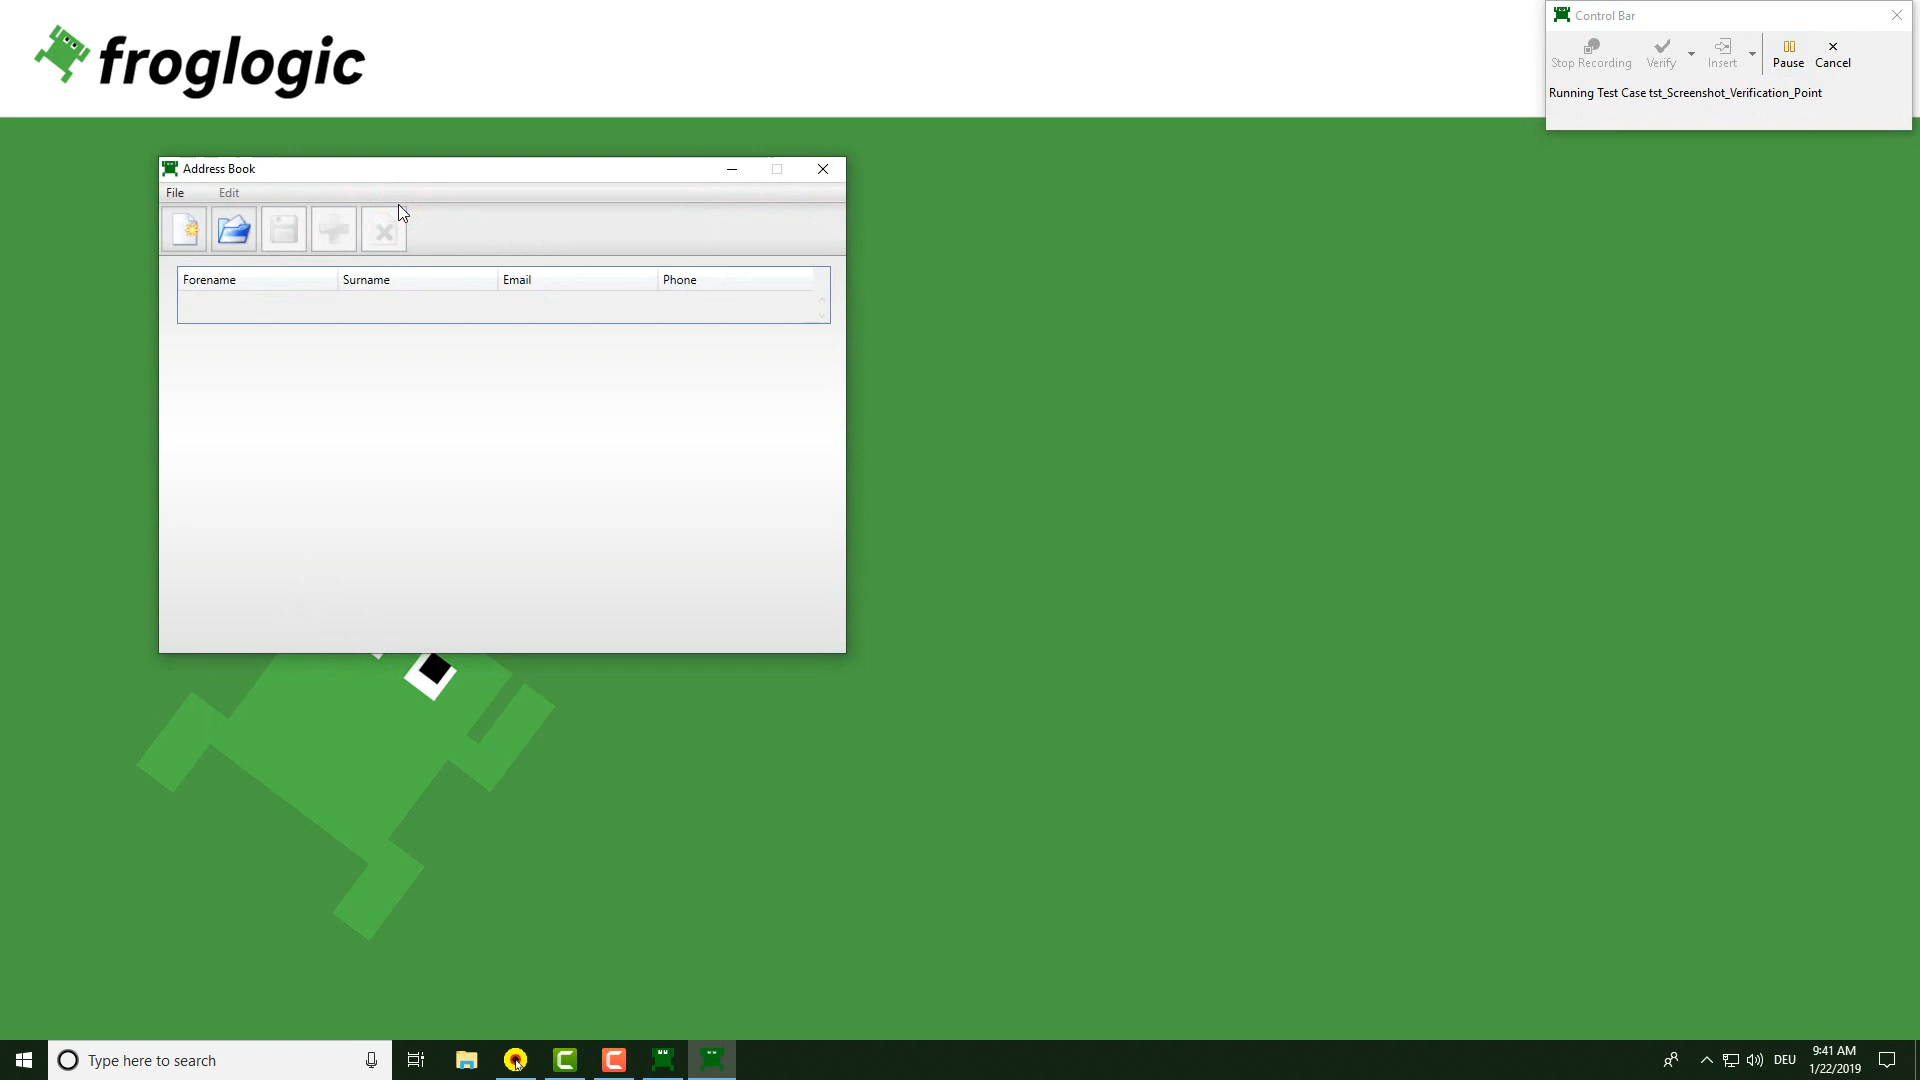 froglogic
Control Bar
Stop Recording Verify Insert Pause Cancel
Running Test Case tst_Screenshot_Verification_Point
Address Book
File Edit
Forename Surname Email Phone
Type here to search
DEU
9:41 AM
1/22/2019